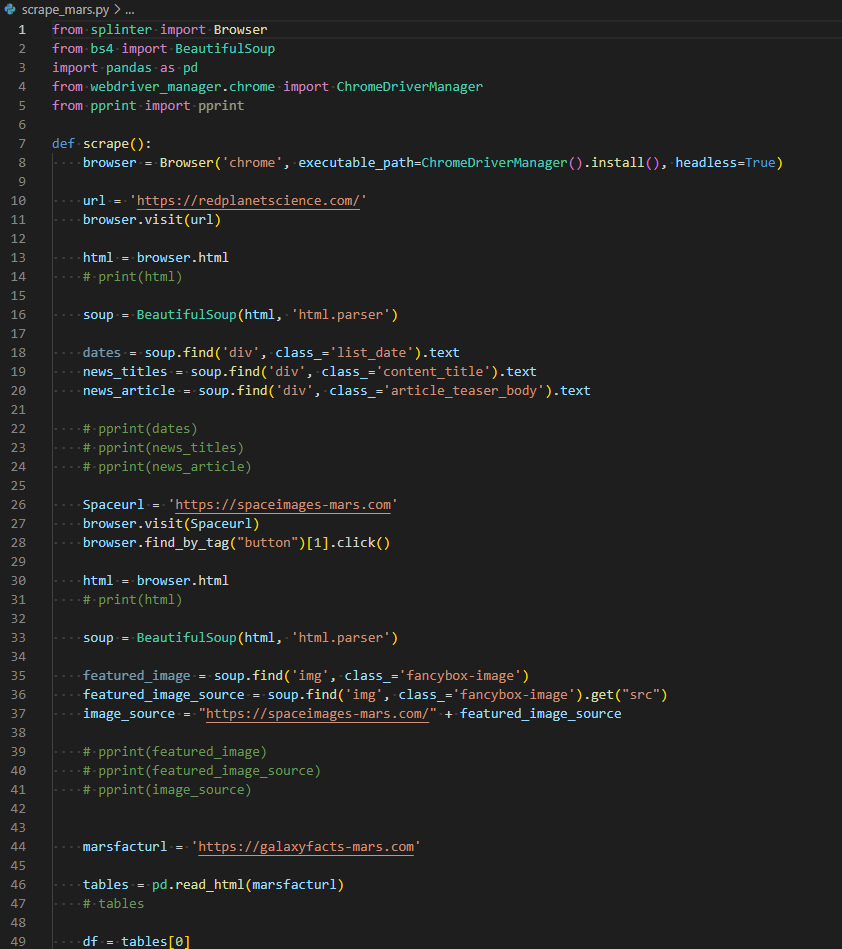 scrape_mars.py > ...
1 from splinter import Browser
2 from bs4 import BeautifulSoup
3 import pandas as pd
4 from webdriver_manager.chrome import ChromeDriverManager
5 from pprint import pprint
6
7 def scrape():
8     browser = Browser('chrome', executable_path=ChromeDriverManager().install(), headless=True)
9
10     url = 'https://redplanetscience.com/'
11     browser.visit(url)
12
13     html = browser.html
14     # print(html)
15
16     soup = BeautifulSoup(html, 'html.parser')
17
18     dates = soup.find('div', class_='list_date').text
19     news_titles = soup.find('div', class_='content_title').text
20     news_article = soup.find('div', class_='article_teaser_body').text
21
22     # pprint(dates)
23     # pprint(news_titles)
24     # pprint(news_article)
25
26     Spaceurl = 'https://spaceimages-mars.com'
27     browser.visit(Spaceurl)
28     browser.find_by_tag("button")[1].click()
29
30     html = browser.html
31     # print(html)
32
33     soup = BeautifulSoup(html, 'html.parser')
34
35     featured_image = soup.find('img', class_='fancybox-image')
36     featured_image_source = soup.find('img', class_='fancybox-image').get("src")
37     image_source = "https://spaceimages-mars.com/" + featured_image_source
38
39     # pprint(featured_image)
40     # pprint(featured_image_source)
41     # pprint(image_source)
42
43
44     marsfacturl = 'https://galaxyfacts-mars.com'
45
46     tables = pd.read_html(marsfacturl)
47     # tables
48
49     df = tables[0]